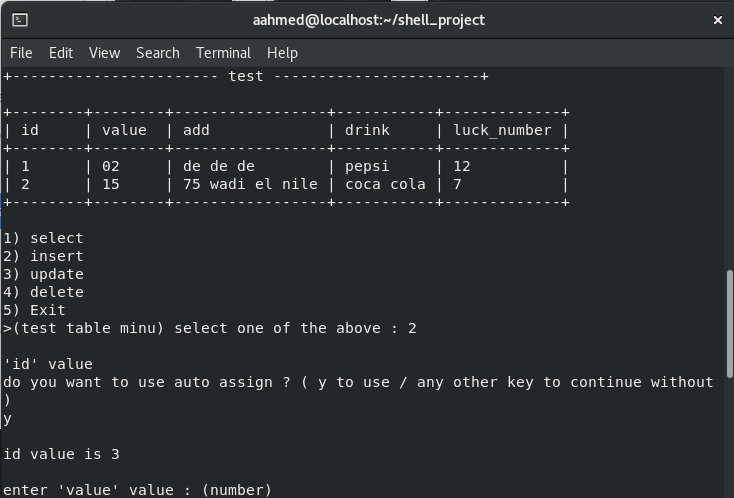 aahmed@localhost:~/shell_project
File Edit View Search Terminal Help
+----------------------- test -----------------------+
+--------+--------+-----------------+-----------+-------------+
| id     | value  | add             | drink     | luck_number |
+--------+--------+-----------------+-----------+-------------+
| 1      | 02     | de de de        | pepsi     | 12          |
| 2      | 15     | 75 wadi el nile | coca cola | 7           |
+--------+--------+-----------------+-----------+-------------+
1) select
2) insert
3) update
4) delete
5) Exit
>(test table minu) select one of the above : 2
'id' value
do you want to use auto assign ? ( y to use / any other key to continue without
)
y
id value is 3
enter 'value' value : (number)